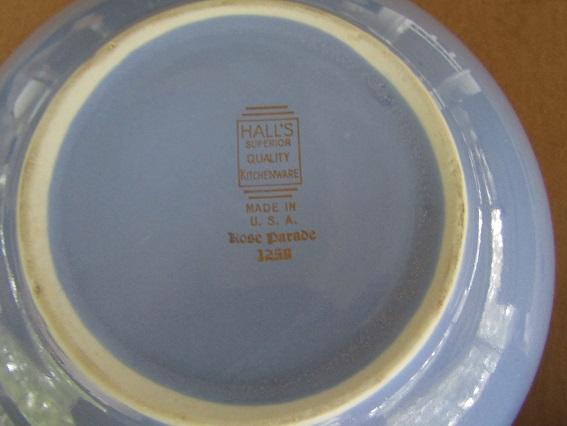 HALL'S
SUPERIOR
QUALITY
KITCHENWARE
MADE IN
U. S. A.
Rose Parade
1259